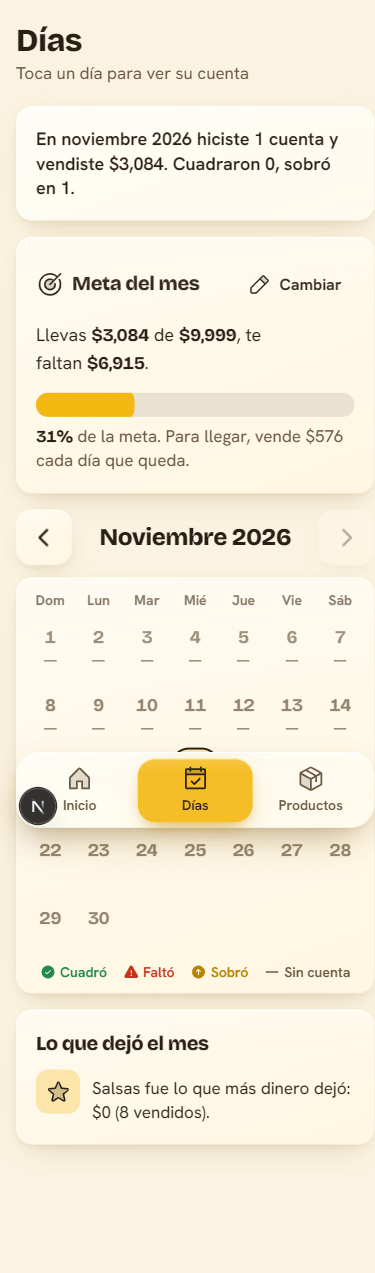 Días
Toca un día para ver su cuenta
En noviembre 2026 hiciste 1 cuenta y
vendiste $3,084. Cuadraron 0, sobró
en 1.
Meta del mes
Cambiar
Llevas $3,084 de $9,999, te
faltan $6,915.
31% de la meta. Para llegar, vende $576
cada día que queda.
Noviembre 2026
Dom Lun Mar Mié Jue Vie Sáb
1 2 3 4 5 6 7
— — — — — — —
8 9 10 11 12 13 14
— — — — — — —
N
Inicio Días Productos
22 23 24 25 26 27 28
29 30
Cuadró Faltó Sobró — Sin cuenta
Lo que dejó el mes
Salsas fue lo que más dinero dejó:
$0 (8 vendidos).